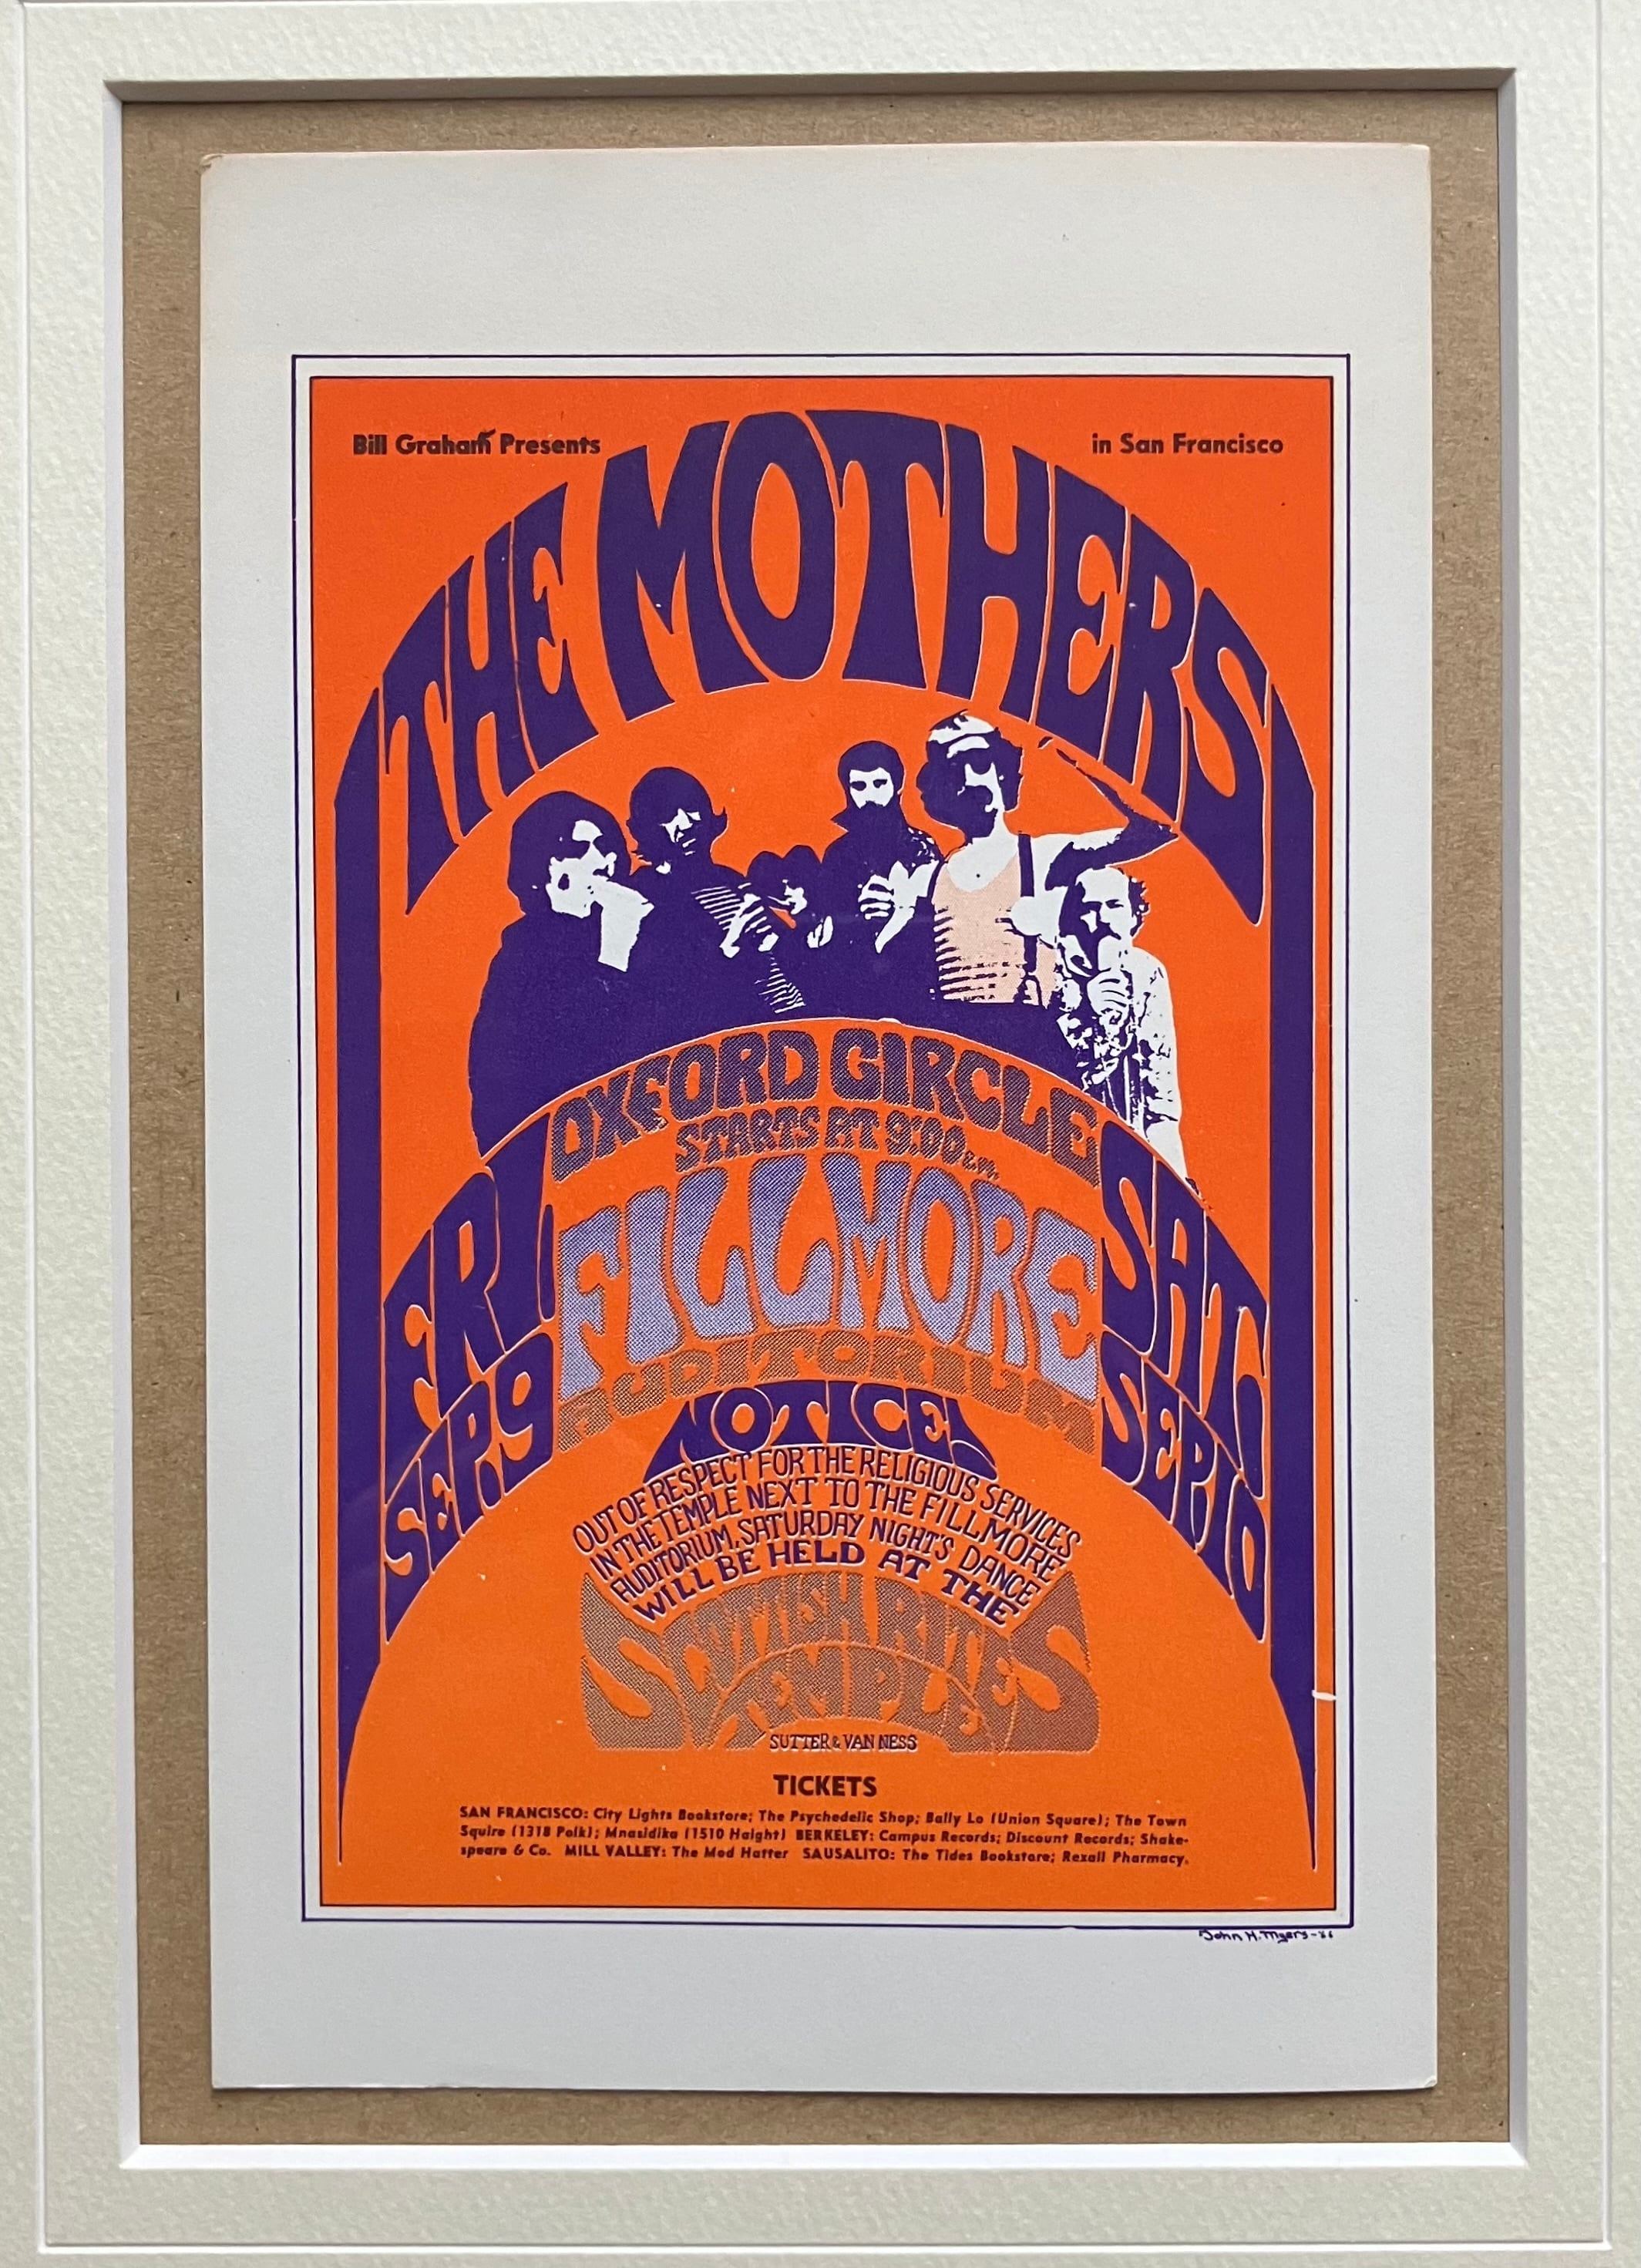 Bill Graham Presents
in San Francisco
THE MOTHERS
OXFORD CIRCLE
STARTS AT 9:00 P.M.
FRI.
SEP. 9
FILLMORE
AUDITORIUM
SAT.
SEP 10
NOTICE!
OUT OF RESPECT FOR THE RELIGIOUS SERVICES
IN THE TEMPLE NEXT TO THE FILLMORE
AUDITORIUM, SATURDAY NIGHT'S DANCE
WILL BE HELD AT THE
SCOTTISH RITES
TEMPLE
SUTTER & VAN NESS
TICKETS
SAN FRANCISCO: City Lights Bookstore; The Psychedelic Shop; Bally Lo (Union Square); The Town
Squire (1318 Polk); Mnasidika (1510 Haight) BERKELEY: Campus Records; Discount Records; Shake-
speare & Co. MILL VALLEY: The Mad Hatter SAUSALITO: The Tides Bookstore; Rexall Pharmacy.
John H. Myers - '66